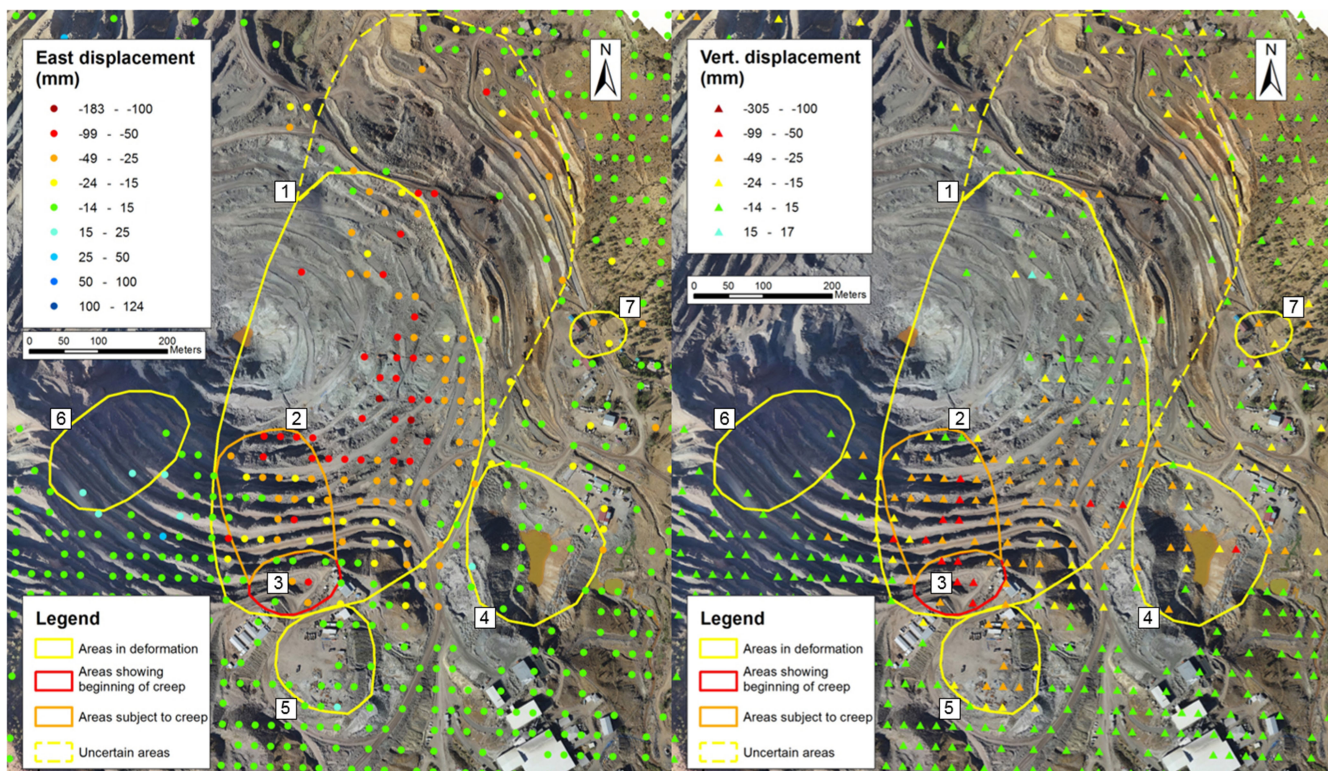 East displacement
(mm)
-183 - -100
-99 - -50
-49 - -25
-24 - -15
-14 - 15
15 - 25
25 - 50
50 - 100
100 - 124
0 50 100 200
Meters
N
1
2
3
4
5
6
7
Legend
Areas in deformation
Areas showing
beginning of creep
Areas subject to creep
Uncertain areas
Vert. displacement
(mm)
-305 - -100
-99 - -50
-49 - -25
-24 - -15
-14 - 15
15 - 17
0 50 100 200
Meters
N
1
2
3
4
5
6
7
Legend
Areas in deformation
Areas showing
beginning of creep
Areas subject to creep
Uncertain areas